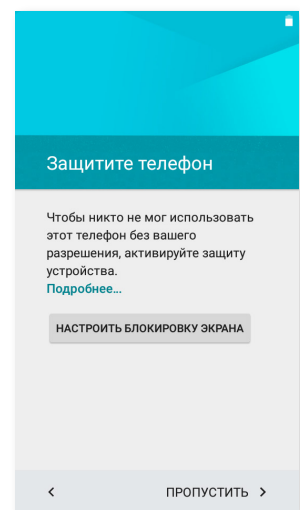 Защитите телефон
Чтобы никто не мог использовать
этот телефон без вашего
разрешения, активируйте защиту
устройства.
Подробнее...
НАСТРОИТЬ БЛОКИРОВКУ ЭКРАНА
ПРОПУСТИТЬ